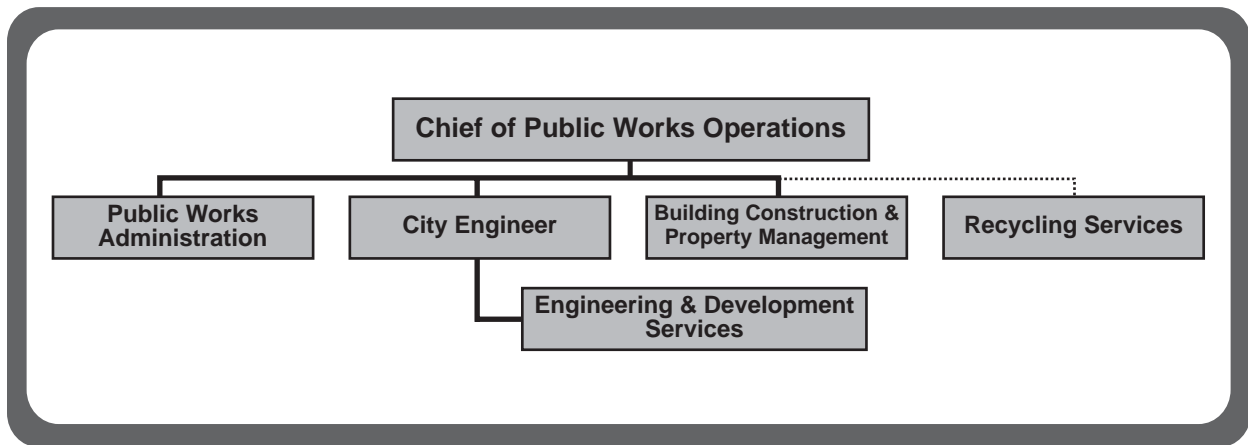 Chief of Public Works Operations
Public Works
Administration
City Engineer
Building Construction &
Property Management
Recycling Services
Engineering & Development
Services